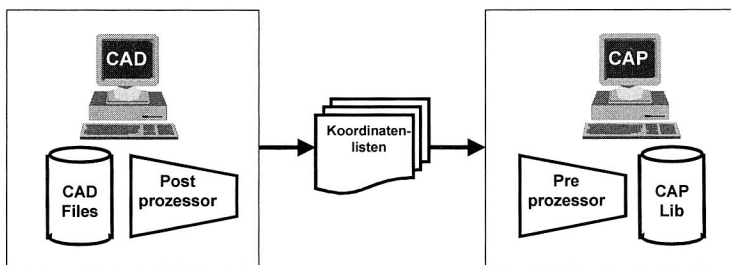 CAD
CAD
Files
Post
prozessor
Koordinaten-
listen
CAP
Pre
prozessor
CAP
Lib